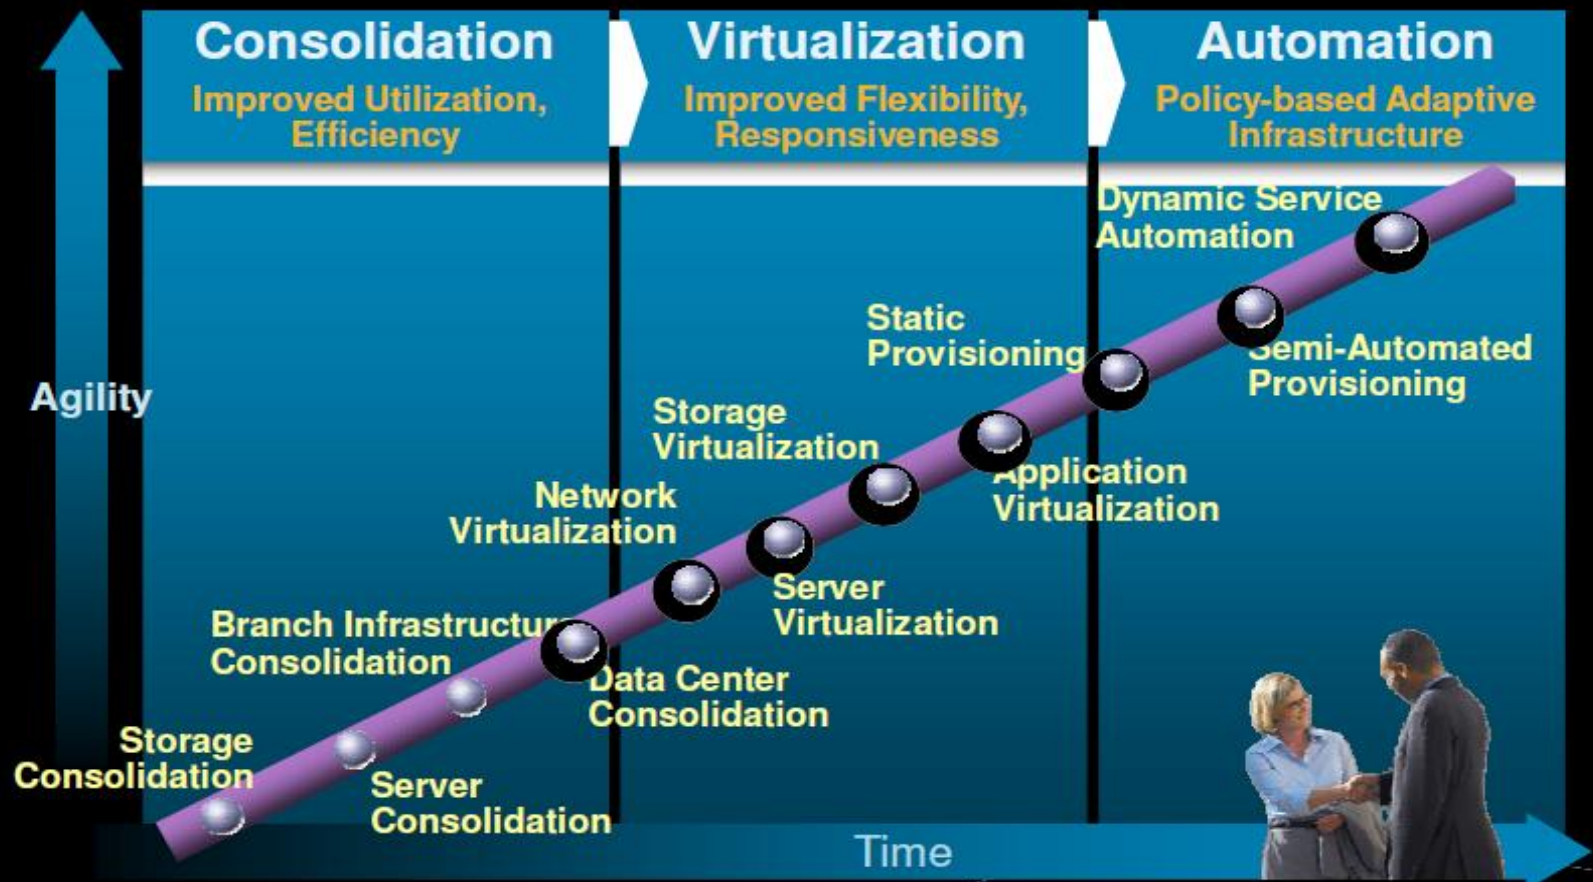 Consolidation
Improved Utilization,
Efficiency
Virtualization
Improved Flexibility,
Responsiveness
Automation
Policy-based Adaptive
Infrastructure
Dynamic Service
Automation
Static
Provisioning
Semi-Automated
Provisioning
Agility
Storage
Virtualization
Application
Virtualization
Network
Virtualization
Server
Virtualization
Branch Infrastructure
Consolidation
Data Center
Consolidation
Storage
Consolidation
Server
Consolidation
Time